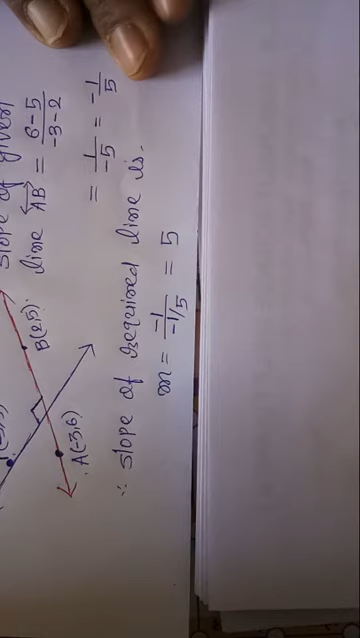 slope of given
line AB = 6-5/-3-2
= 1/-5 = -1/5
∴ slope of required line is.
m = -1/-1/5 = 5
B(2,5).
.A(-3,6)